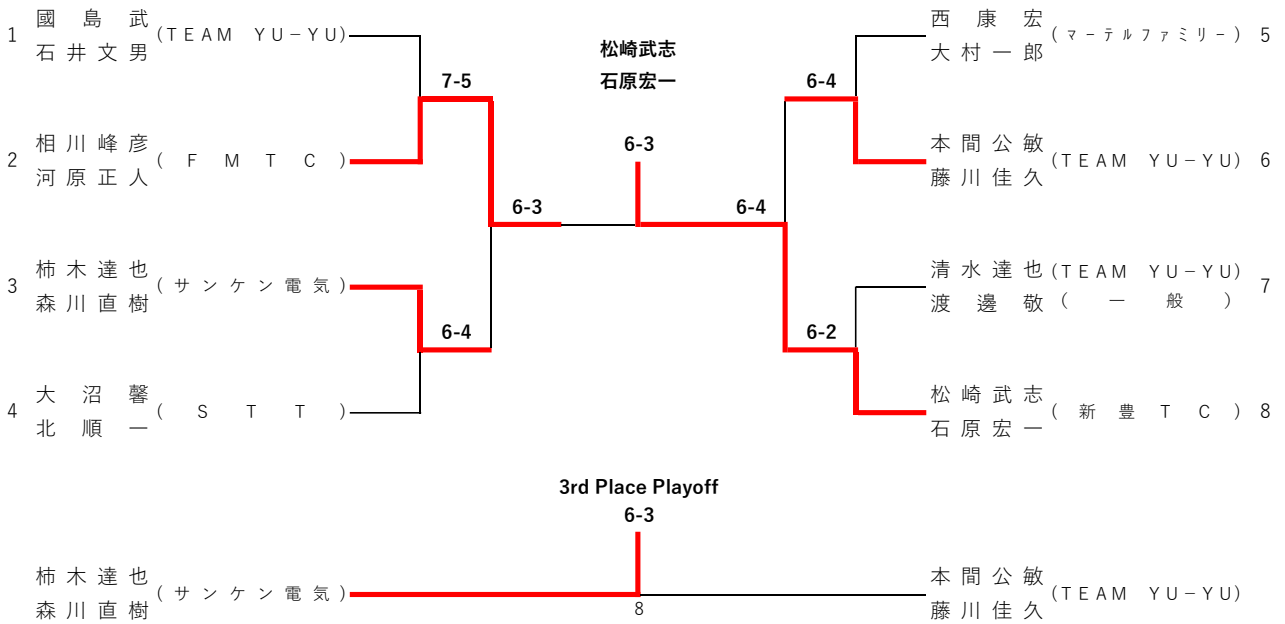 國島武
1 (TEAM YU-YU)
石井文男
西康宏
(マーテルファミリー) 5
大村一郎
松崎武志
石原宏一
7-5
6-4
相川峰彦
2 (FMTC)
河原正人
6-3
本間公敏
(TEAM YU-YU) 6
藤川佳久
6-3
6-4
柿木達也
3 (サンケン電気)
森川直樹
清水達也 (TEAM YU-YU)
7
渡邊敬 (一般)
6-4
6-2
大沼馨
4 (STT)
北順一
松崎武志
(新豊TC) 8
石原宏一
3rd Place Playoff
6-3
柿木達也
(サンケン電気)
森川直樹
8
本間公敏
(TEAM YU-YU)
藤川佳久